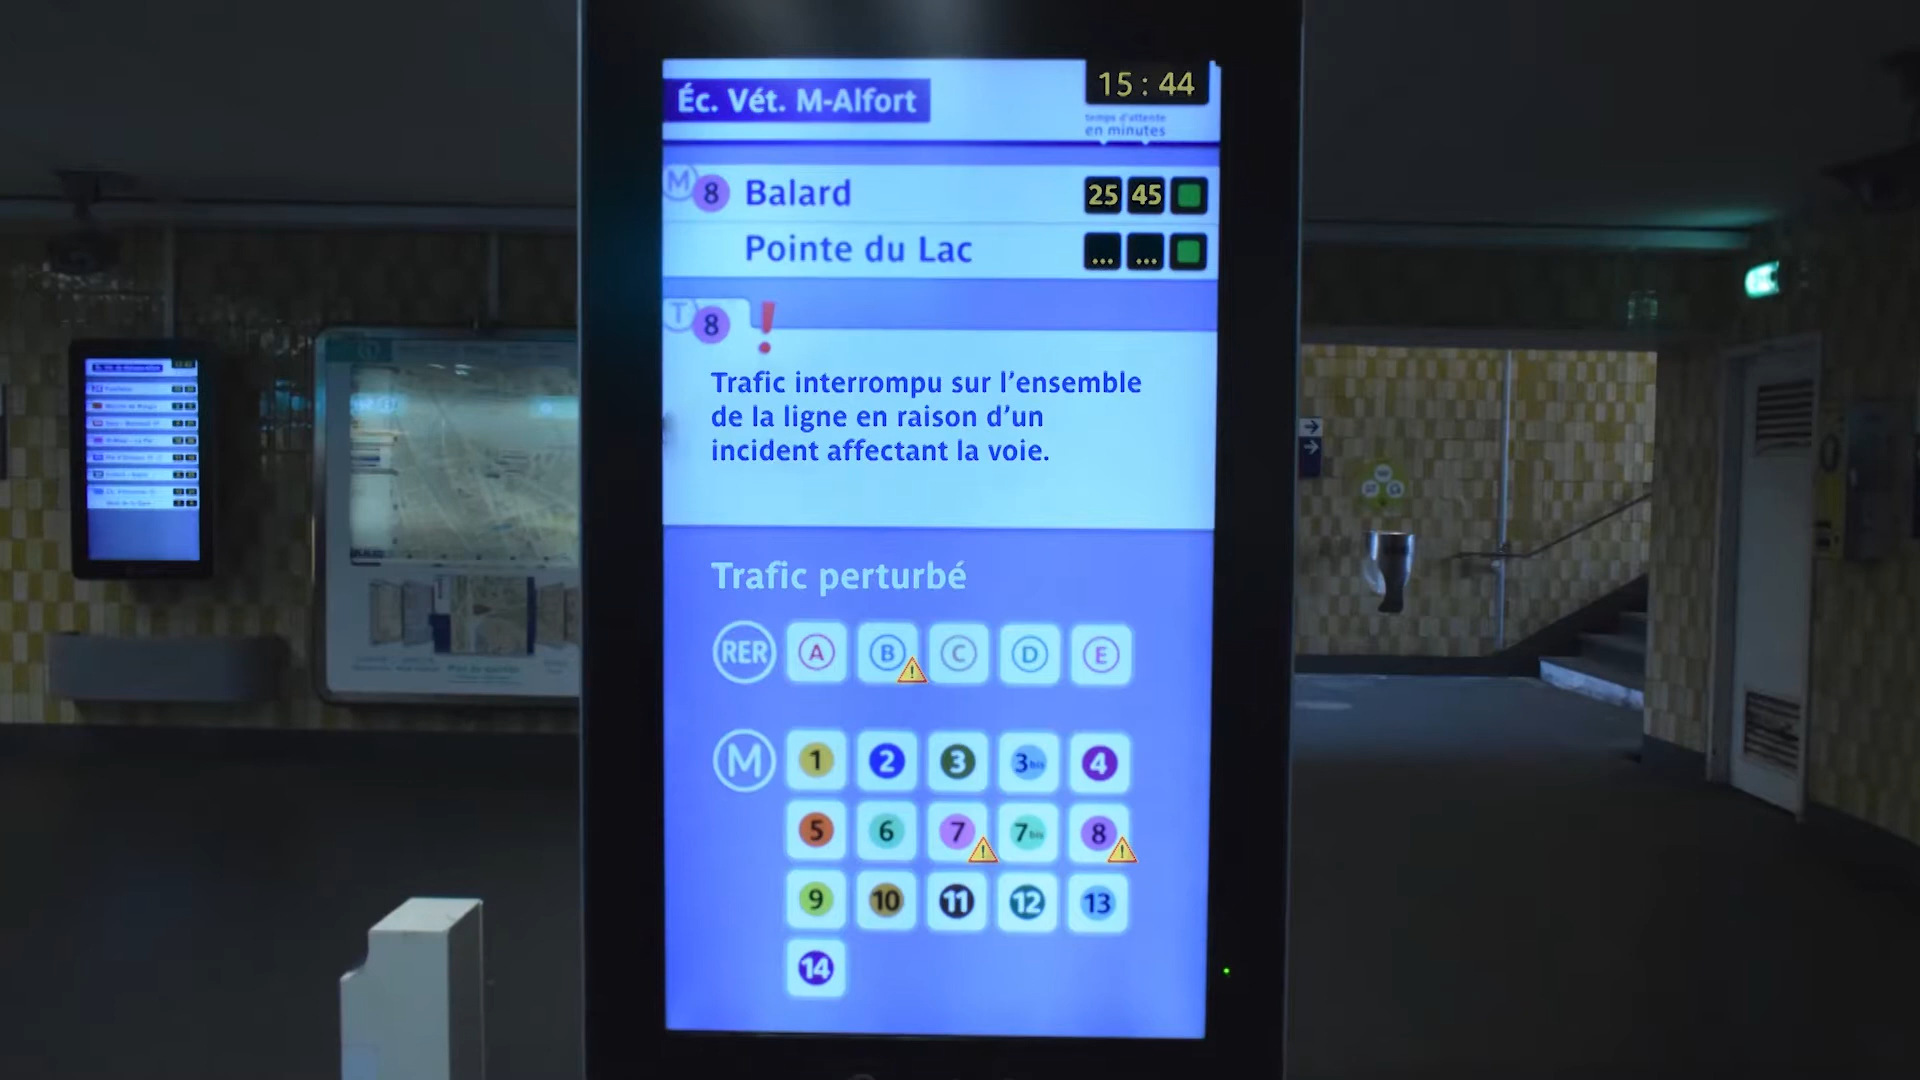 Éc. Vét. M-Alfort
15:44
temps d'attente
en minutes
M 8 Balard 25 45
Pointe du Lac ... ...
T 8 !
Trafic interrompu sur l'ensemble
de la ligne en raison d'un
incident affectant la voie.
Trafic perturbé
RER A B ! C D E
M 1 2 3 3bis 4
5 6 7 ! 7bis 8 !
9 10 11 12 13
14